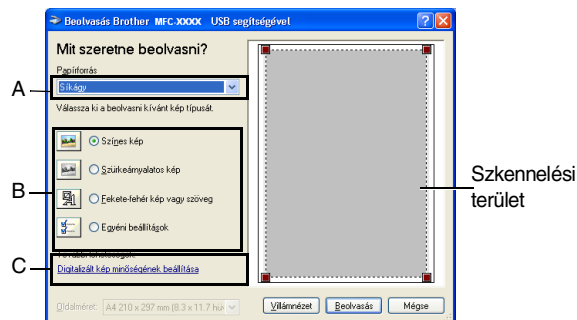 Beolvasás Brother MFC-XXXX USB segítségével
Mit szeretne beolvasni?
Papírforrás
A
Síkágy
Válassza ki a beolvasni kívánt kép típusát.
Színes kép
Szürkeárnyalatos kép
B
Fekete-fehér kép vagy szöveg
Egyéni beállítások
Szkennelési
terület
C
Digitalizált kép minőségének beállítása
Oldalméret: A4 210 x 297 mm (8.3 x 11.7 hüv
Villámnézet Beolvasás Mégse